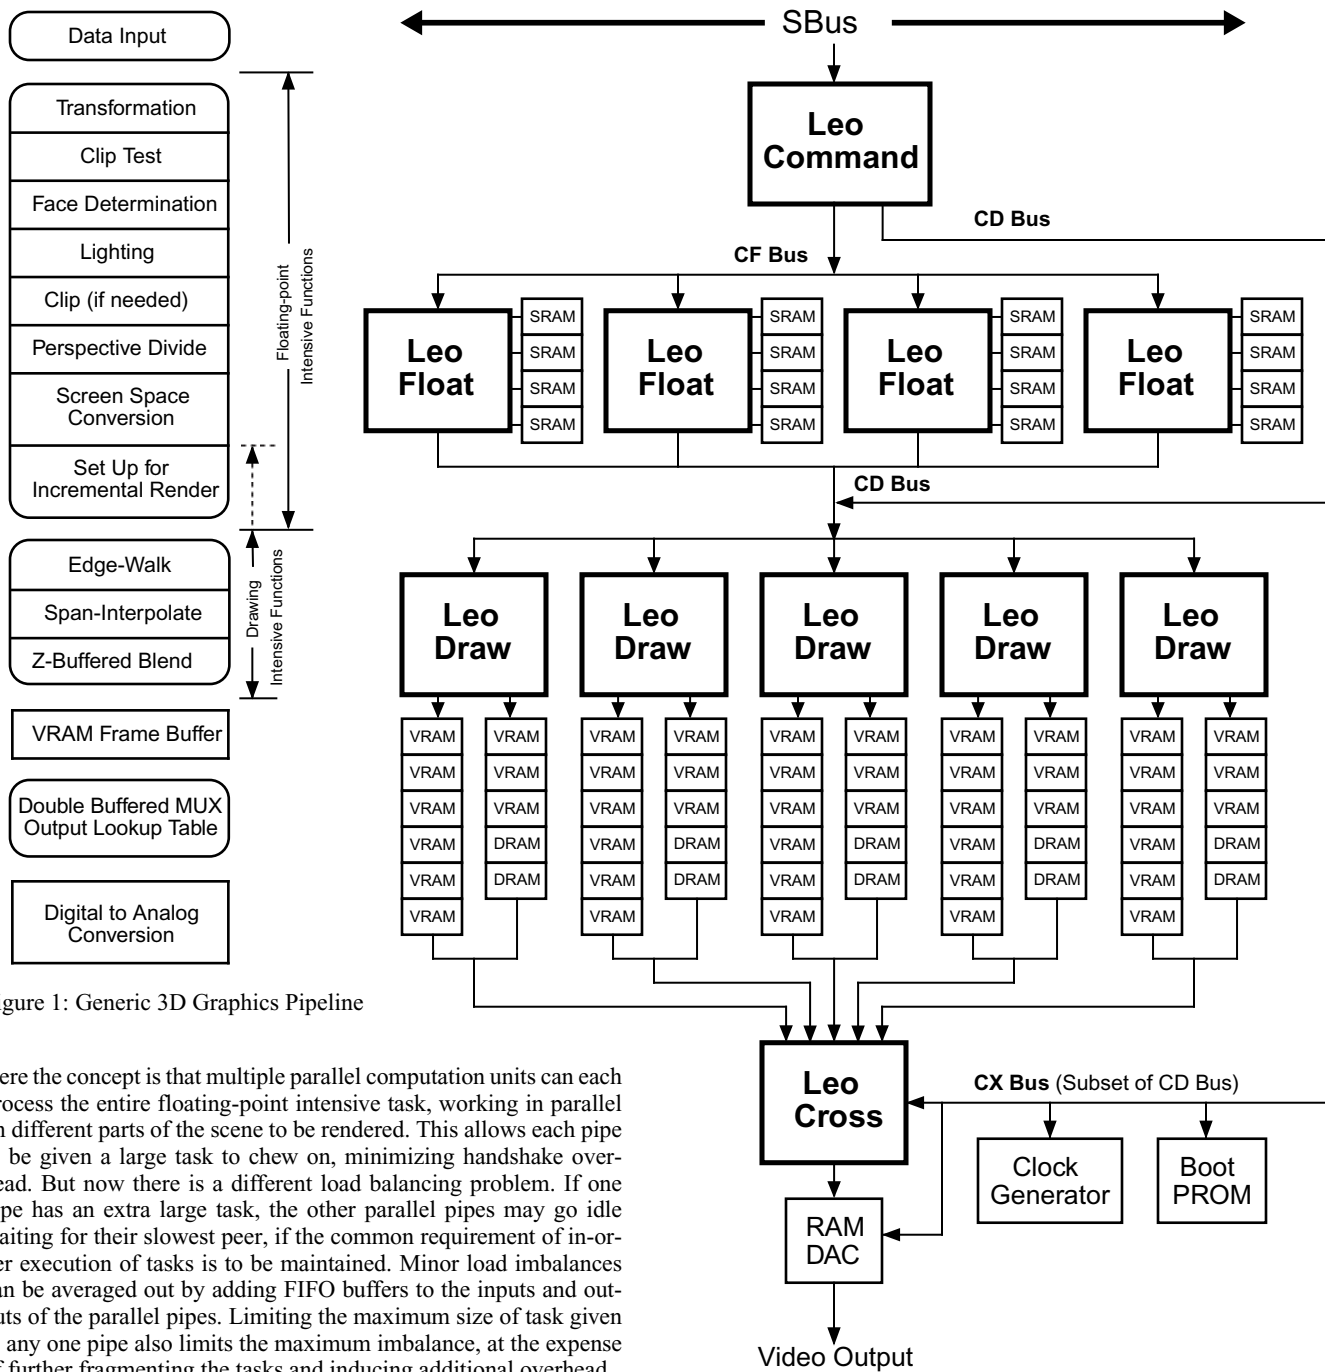 Data Input
Transformation
Clip Test
Face Determination
Lighting
Clip (if needed)
Perspective Divide
Screen Space
Conversion
Set Up for
Incremental Render
Edge-Walk
Span-Interpolate
Z-Buffered Blend
VRAM Frame Buffer
Double Buffered MUX
Output Lookup Table
Digital to Analog
Conversion
Floating-point
Intensive Functions
Drawing
Intensive Functions
igure 1: Generic 3D Graphics Pipeline
ere the concept is that multiple parallel computation units can each
rocess the entire floating-point intensive task, working in parallel
n different parts of the scene to be rendered. This allows each pipe
be given a large task to chew on, minimizing handshake over-
ead. But now there is a different load balancing problem. If one
ipe has an extra large task, the other parallel pipes may go idle
aiting for their slowest peer, if the common requirement of in-or-
er execution of tasks is to be maintained. Minor load imbalances
an be averaged out by adding FIFO buffers to the inputs and out-
uts of the parallel pipes. Limiting the maximum size of task given
any one pipe also limits the maximum imbalance, at the expense
f further fragmenting the tasks and inducing additional overhead.
SBus
Leo
Command
CD Bus
CF Bus
Leo
Float
SRAM
SRAM
SRAM
SRAM
Leo
Float
SRAM
SRAM
SRAM
SRAM
Leo
Float
SRAM
SRAM
SRAM
SRAM
Leo
Float
SRAM
SRAM
SRAM
SRAM
CD Bus
Leo
Draw
Leo
Draw
Leo
Draw
Leo
Draw
Leo
Draw
VRAM VRAM VRAM VRAM VRAM VRAM VRAM VRAM VRAM VRAM
VRAM VRAM VRAM VRAM VRAM VRAM VRAM VRAM VRAM VRAM
VRAM VRAM VRAM VRAM VRAM VRAM VRAM VRAM VRAM VRAM
VRAM DRAM VRAM DRAM VRAM DRAM VRAM DRAM VRAM DRAM
VRAM DRAM VRAM DRAM VRAM DRAM VRAM DRAM VRAM DRAM
VRAM VRAM VRAM VRAM VRAM
Leo
Cross
CX Bus (Subset of CD Bus)
Clock
Generator
Boot
PROM
RAM
DAC
Video Output